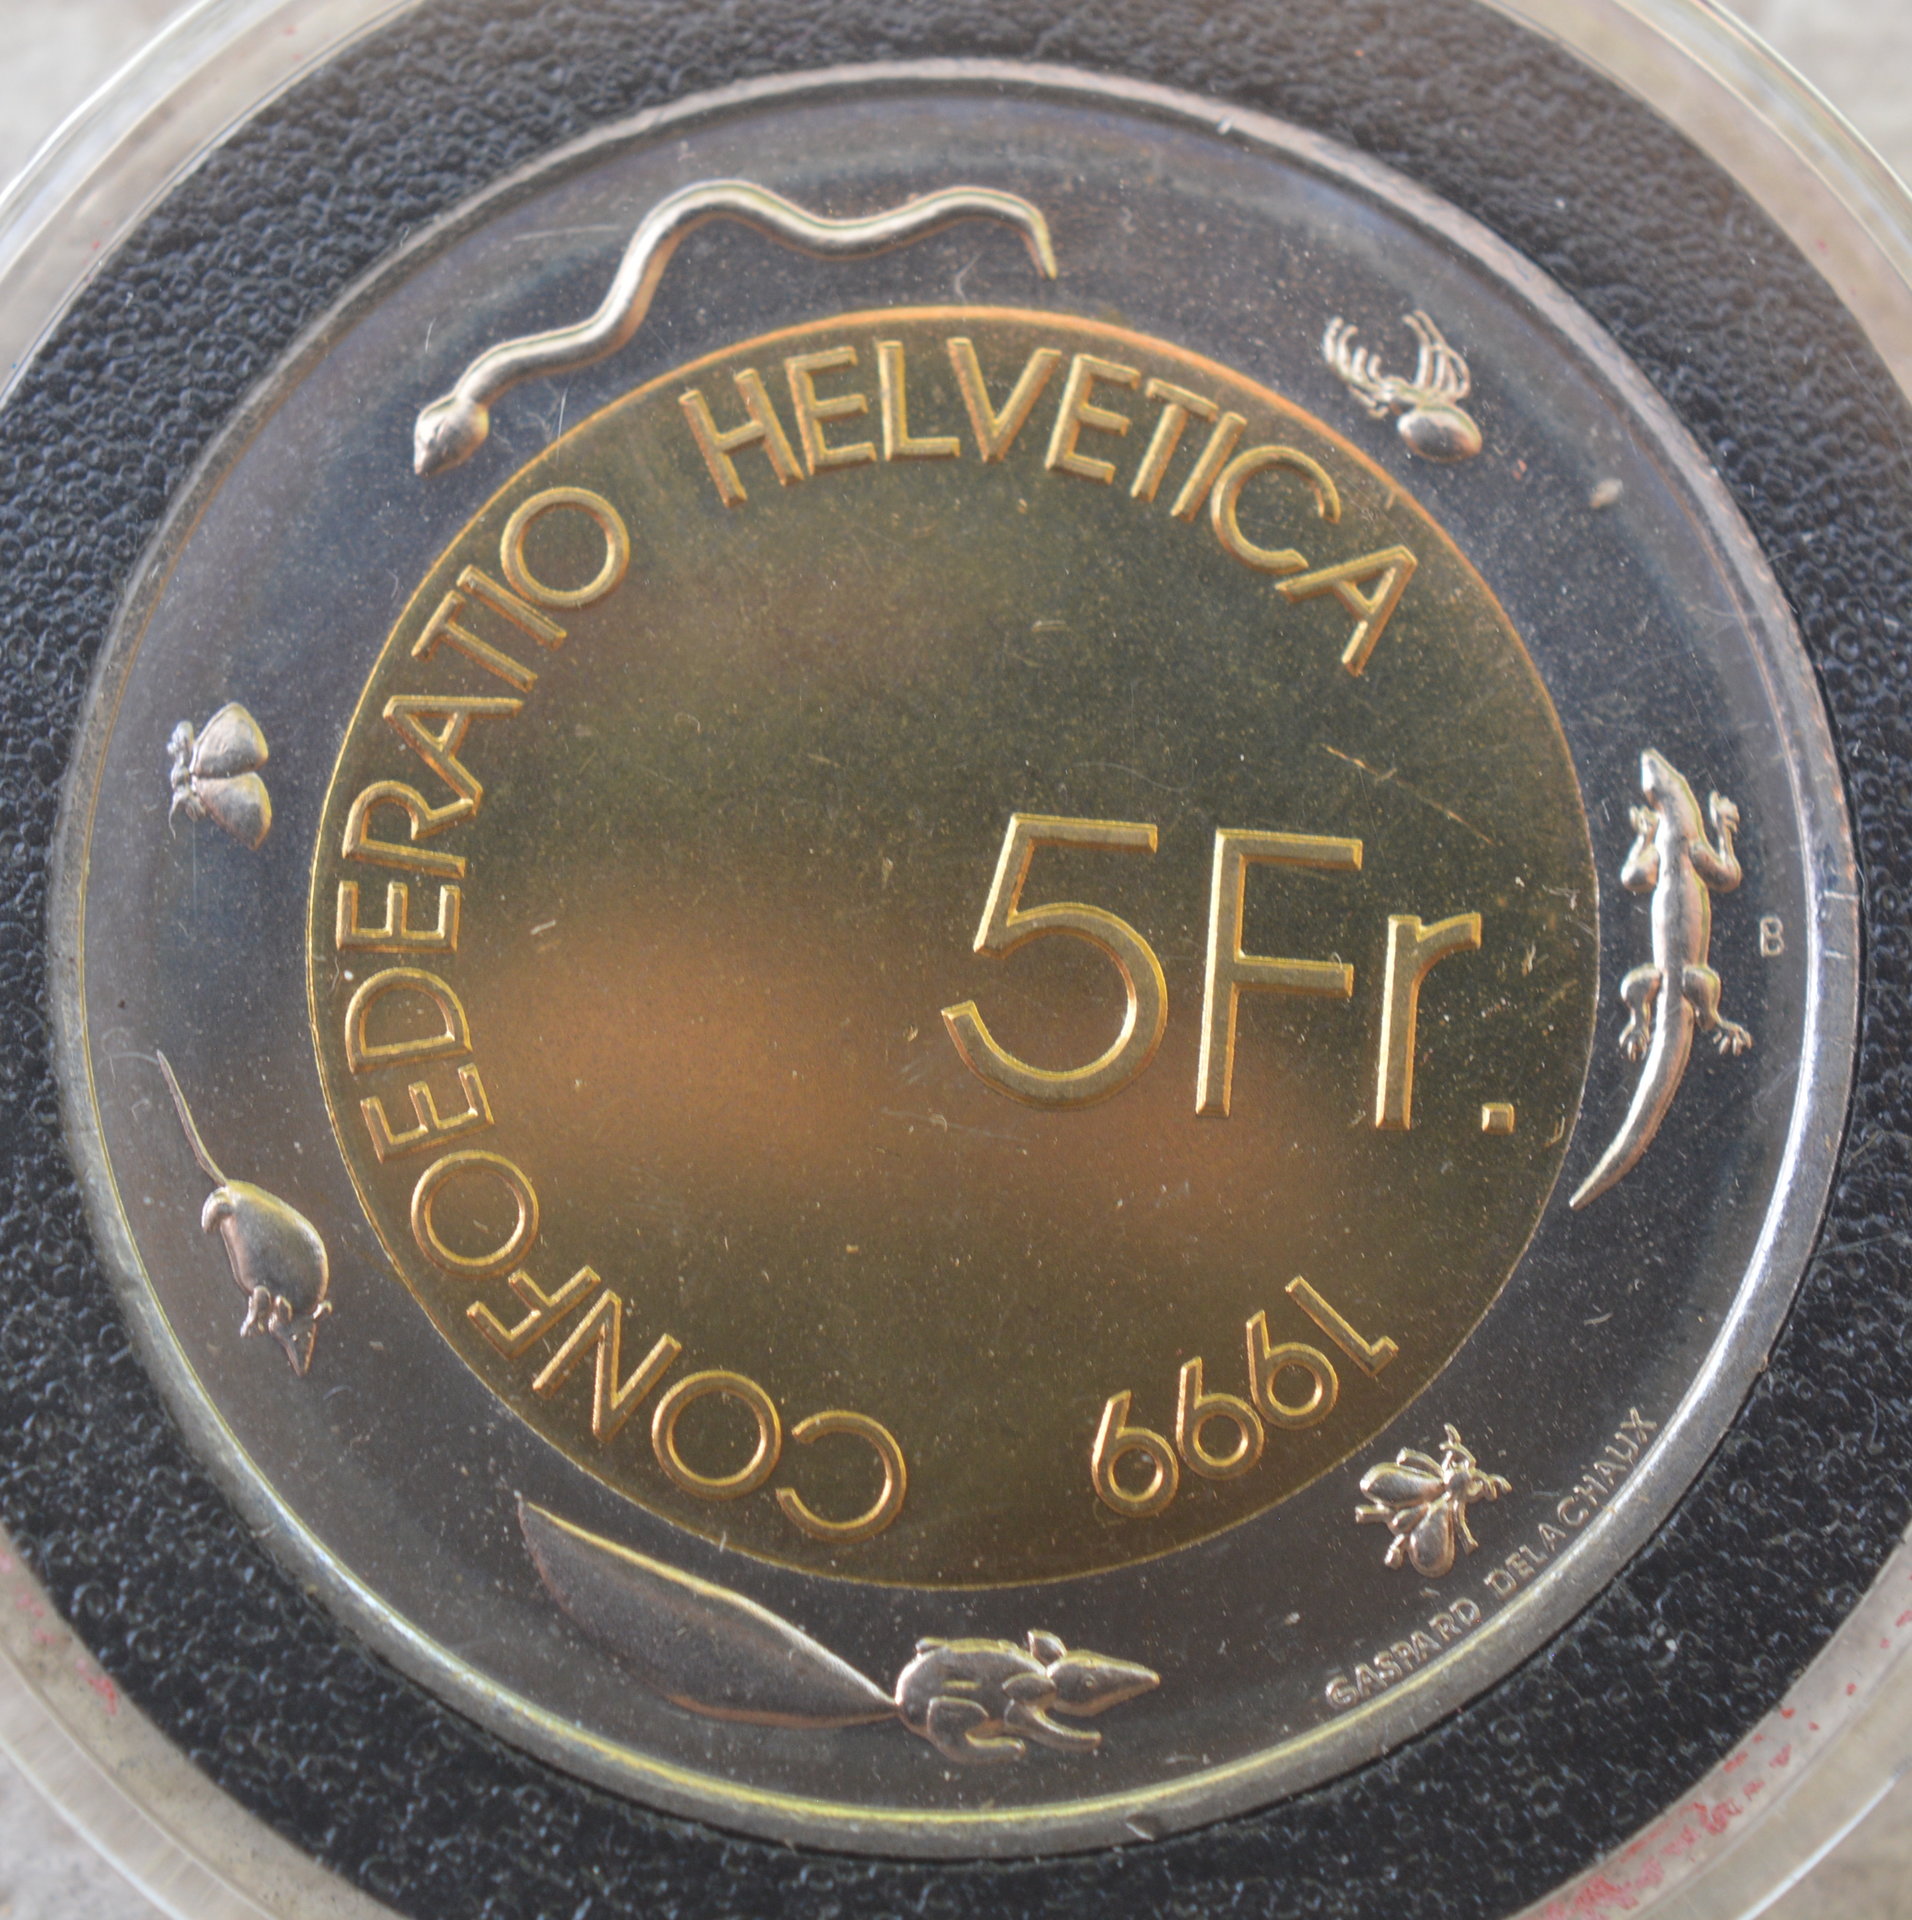 CONFOEDERATIO HELVETICA
5Fr.
1999
B
GASPARD DELACHAUX